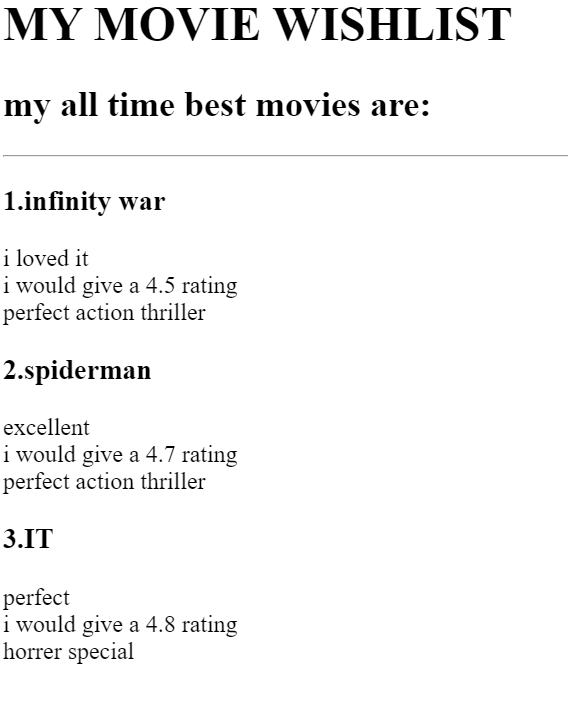 MY MOVIE WISHLIST
my all time best movies are:
1.infinity war
i loved it
i would give a 4.5 rating
perfect action thriller
2.spiderman
excellent
i would give a 4.7 rating
perfect action thriller
3.IT
perfect
i would give a 4.8 rating
horrer special